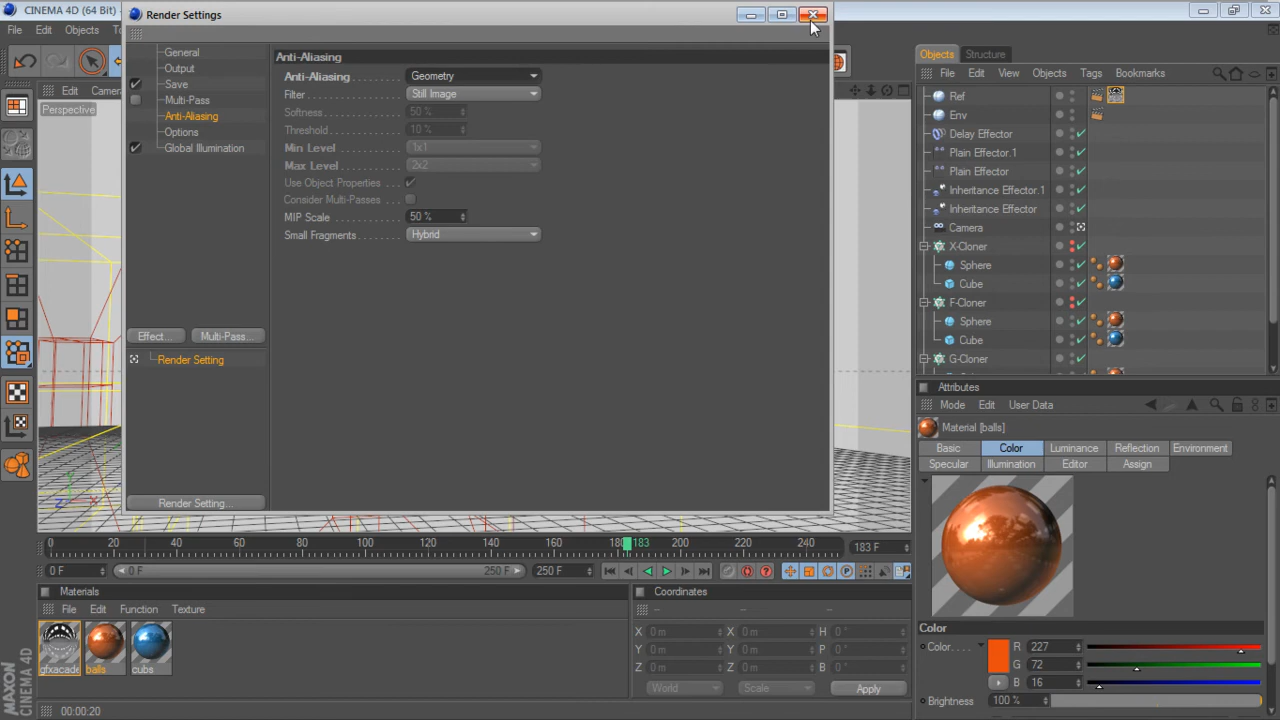 CINEMA 4D (64 Bit)
Render Settings
File Edit Objects
Edit Camera
Perspective
General
Output
Save
Multi-Pass
Anti-Aliasing
Options
Global Illumination
Effect... Multi-Pass...
Render Setting
Render Setting...
Anti-Aliasing
Anti-Aliasing Geometry
Filter Still Image
Softness 50 %
Threshold 10 %
Min Level 1x1
Max Level 2x2
Use Object Properties
Consider Multi-Passes
MIP Scale 50 %
Small Fragments Hybrid
Objects Structure
File Edit View Objects Tags Bookmarks
Ref
Env
Delay Effector
Plain Effector.1
Plain Effector
Inheritance Effector.1
Inheritance Effector
Camera
X-Cloner
Sphere
Cube
F-Cloner
Sphere
Cube
G-Cloner
Attributes
Mode Edit User Data
Material [balls]
Basic Color Luminance Reflection Environment
Specular Illumination Editor Assign
Color
Color.... R 227
G 72
B 16
Brightness 100 %
0 20 40 60 80 100 120 140 160 180 183 200 220 240 183 F
0 F 0 F 250 F 250 F
Materials
File Edit Function Texture
gfxacade balls cubs
Coordinates
-- -- --
X 0 m X 0 m H 0 °
Y 0 m Y 0 m P 0 °
Z 0 m Z 0 m B 0 °
World Scale Apply
MAXON
CINEMA 4D
00:00:20